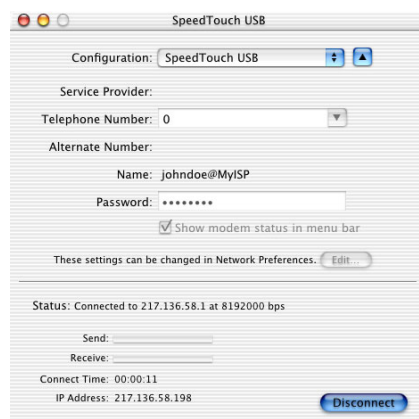 SpeedTouch USB
Configuration: SpeedTouch USB
Service Provider:
Telephone Number: 0
Alternate Number:
Name: johndoe@MyISP
Password: ••••••••
Show modem status in menu bar
These settings can be changed in Network Preferences. Edit...
Status: Connected to 217.136.58.1 at 8192000 bps
Send:
Receive:
Connect Time: 00:00:11
IP Address: 217.136.58.198
Disconnect